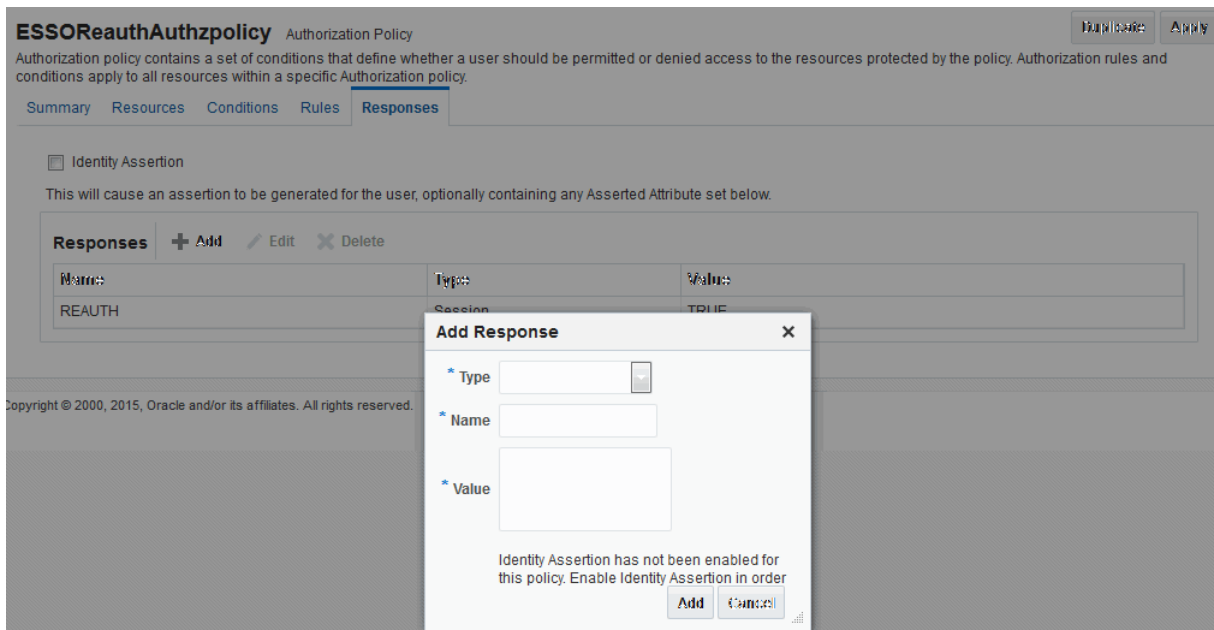 ESSOReauthAuthzpolicy Authorization Policy
Duplicate Apply
Authorization policy contains a set of conditions that define whether a user should be permitted or denied access to the resources protected by the policy. Authorization rules and
conditions apply to all resources within a specific Authorization policy.
Summary Resources Conditions Rules Responses
Identity Assertion
This will cause an assertion to be generated for the user, optionally containing any Asserted Attribute set below.
Responses Add Edit Delete
Name Type Value
REAUTH Session TRUE
Add Response
* Type
Copyright © 2000, 2015, Oracle and/or its affiliates. All rights reserved.
* Name
* Value
Identity Assertion has not been enabled for
this policy. Enable Identity Assertion in order
Add Cancel